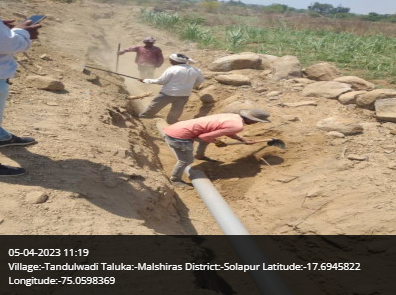 05-04-2023 11:19
Village:-Tandulwadi Taluka:-Malshiras District:-Solapur Latitude:-17.6945822
Longitude:-75.0598369